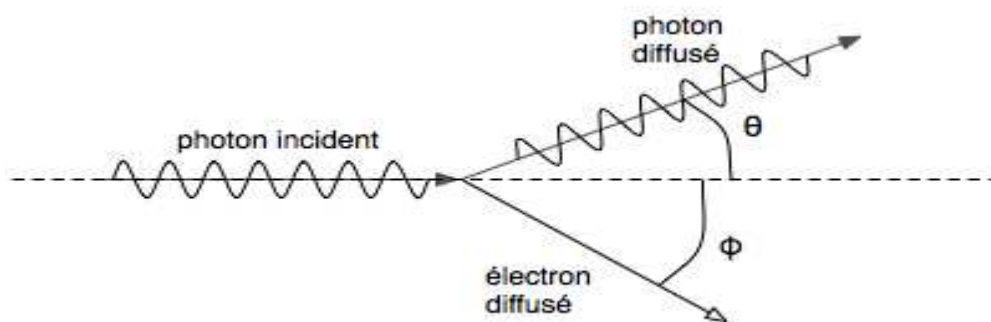 photon
diffusé
photon incident
θ
ϕ
électron
diffusé